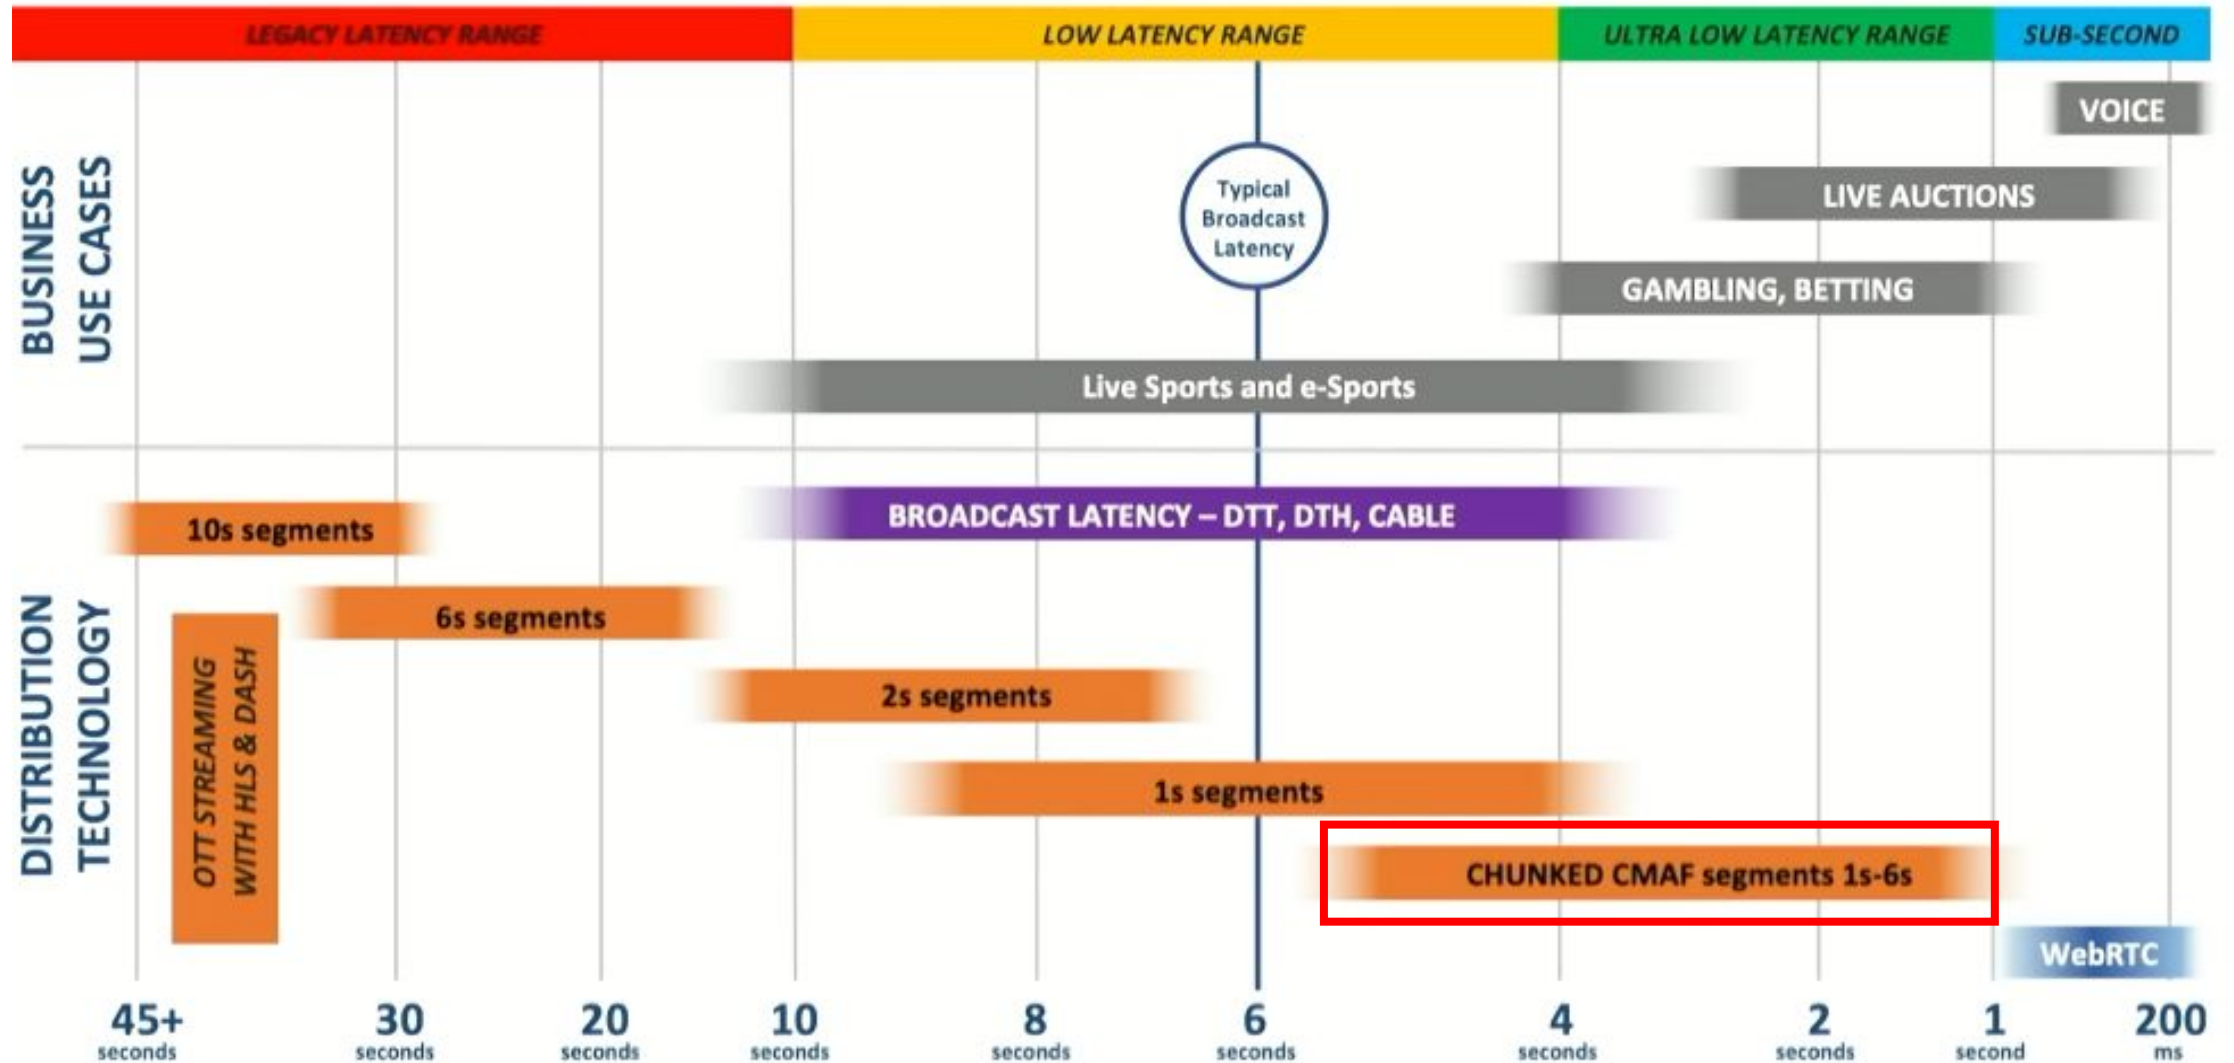 LEGACY LATENCY RANGE
LOW LATENCY RANGE
ULTRA LOW LATENCY RANGE
SUB-SECOND
BUSINESS
USE CASES
VOICE
Typical
Broadcast
Latency
LIVE AUCTIONS
GAMBLING, BETTING
Live Sports and e-Sports
DISTRIBUTION
TECHNOLOGY
BROADCAST LATENCY – DTT, DTH, CABLE
10s segments
6s segments
OTT STREAMING
WITH HLS & DASH
2s segments
1s segments
CHUNKED CMAF segments 1s-6s
WebRTC
45+
seconds
30
seconds
20
seconds
10
seconds
8
seconds
6
seconds
4
seconds
2
seconds
1
second
200
ms